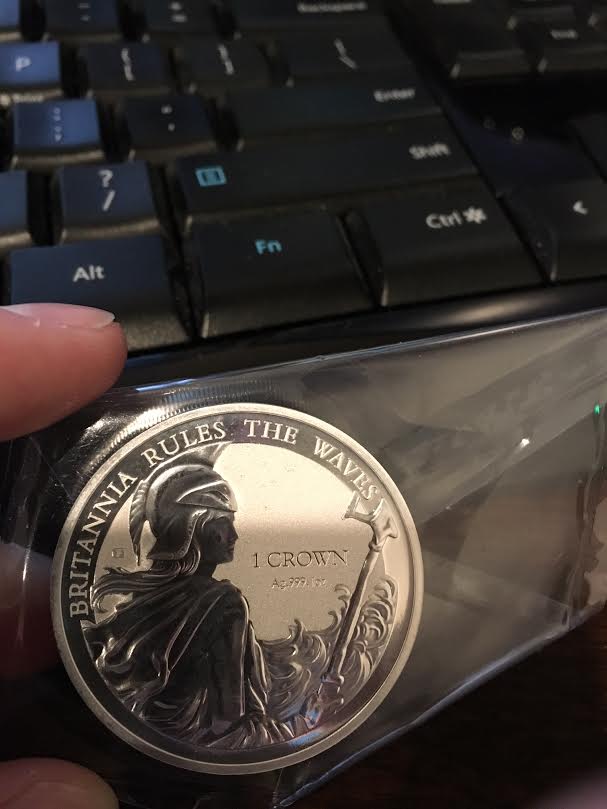 Backspace
P
{
[
}
]
|
\
:
;
"
'
Enter
?
/
Shift
Alt
Fn
Ctrl
<
BRITANNIA RULES THE WAVES
1 CROWN
Ag.999, 1oz